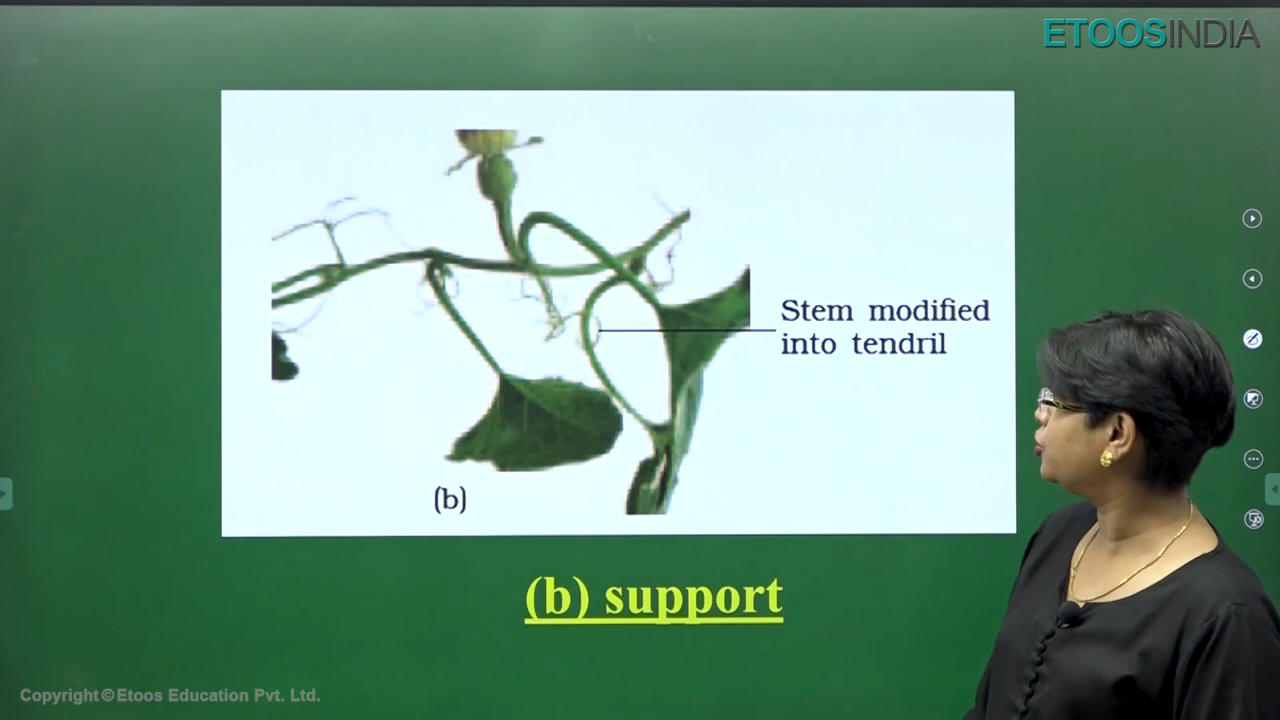 ETOOSINDIA
Stem modified
into tendril
(b)
(b) support
Copyright©Etoos Education Pvt. Ltd.